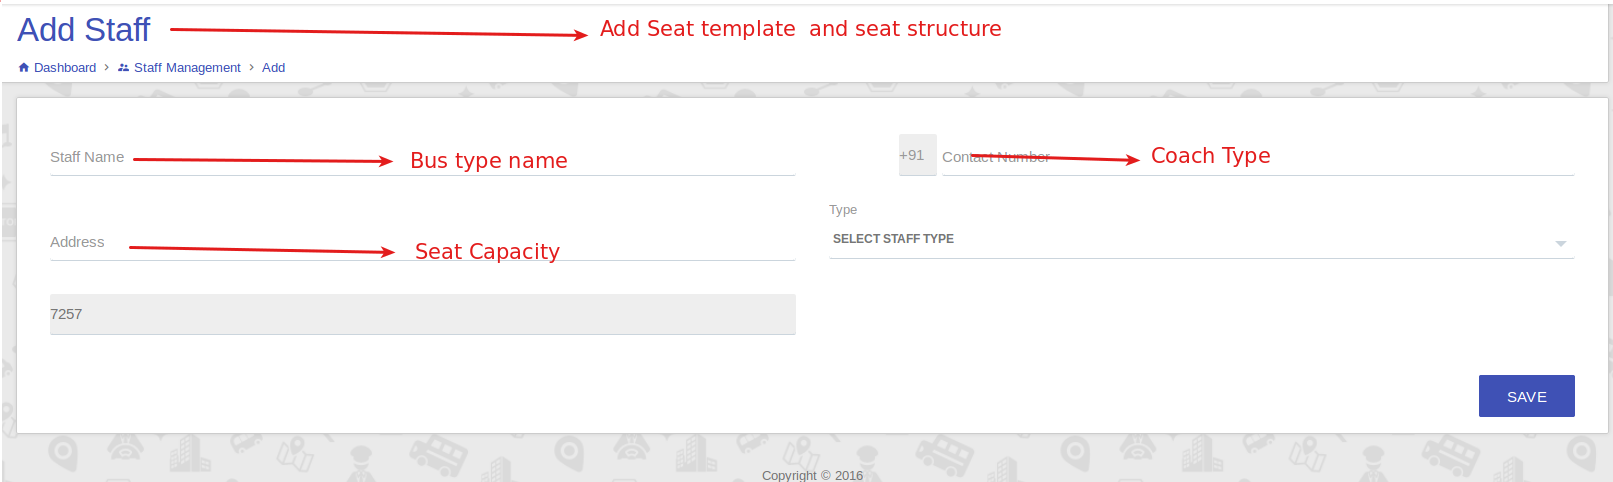 Add Staff Add Seat template  and seat structure
Dashboard > Staff Management > Add
Staff Name Bus type name +91 Contact Number Coach Type
Type
Address Seat Capacity SELECT STAFF TYPE
7257
SAVE
Copyright © 2016